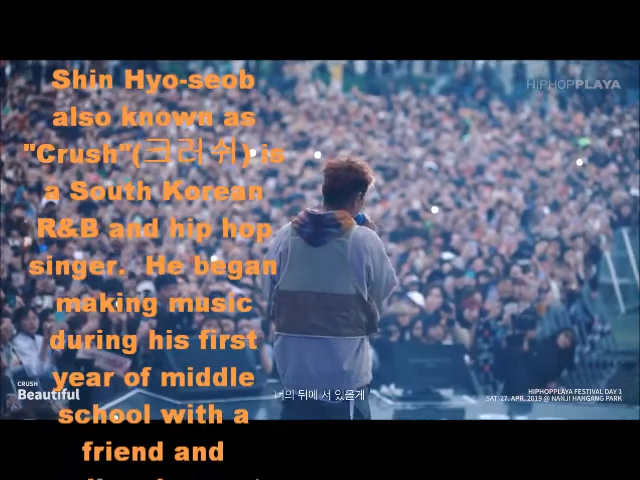 HIPHOPPLAYA
Shin Hyo-seob
also known as
"Crush"(크러쉬) is
a South Korean
R&B and hip hop
singer. He began
making music
during his first
year of middle
school with a
friend and
CRUSH
Beautiful
너의 뒤에 서 있을게
HIPHOPPLAYA FESTIVAL DAY 1
SAT 27. APR. 2019 @ NANJI HANGANG PARK